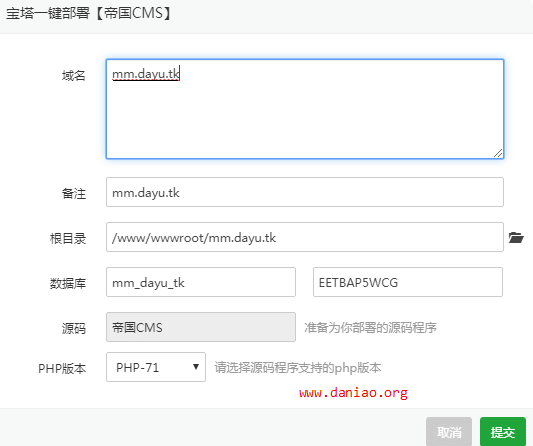 宝塔一键部署【帝国CMS】
域名 mm.dayu.tk
备注 mm.dayu.tk
根目录 /www/wwwroot/mm.dayu.tk
数据库 mm_dayu_tk EETBAP5WCG
源码 帝国CMS 准备为你部署的源码程序
PHP版本 PHP-71 请选择源码程序支持的php版本
www.daniao.org
取消 提交